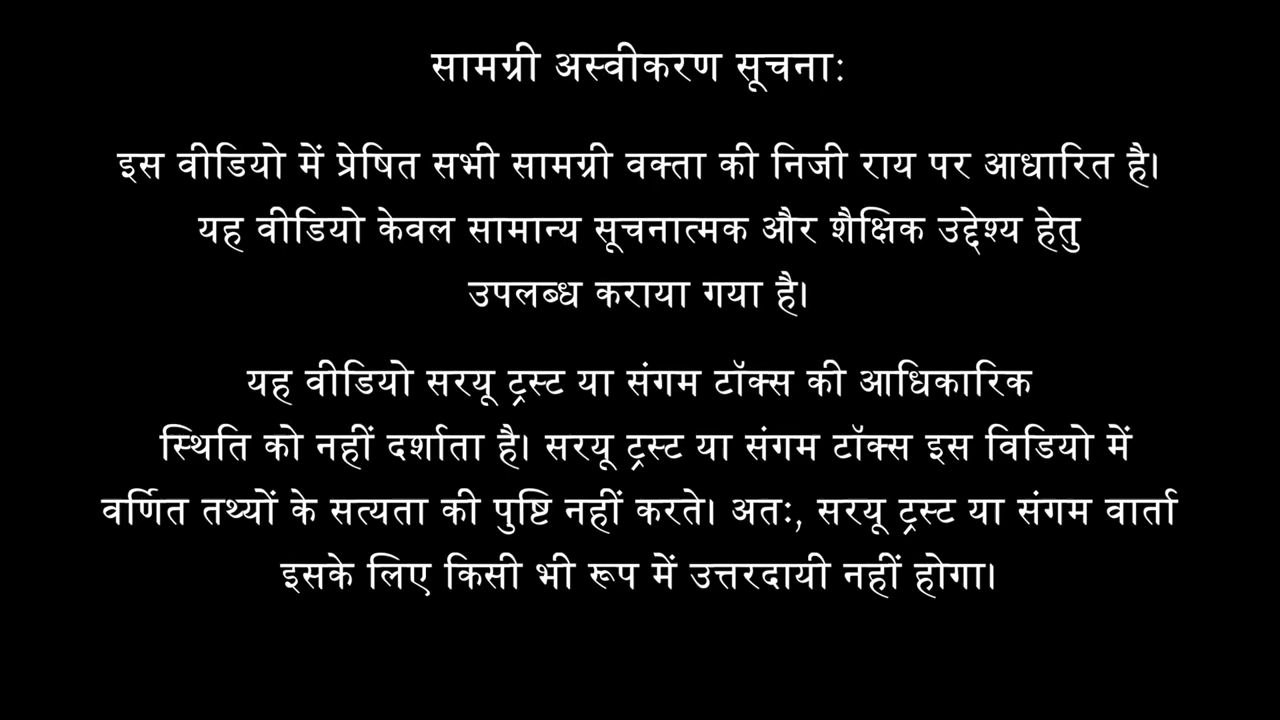 सामग्री अस्वीकरण सूचना:
इस वीडियो में प्रेषित सभी सामग्री वक्ता की निजी राय पर आधारित है।
यह वीडियो केवल सामान्य सूचनात्मक और शैक्षिक उद्देश्य हेतु
उपलब्ध कराया गया है।
यह वीडियो सरयू ट्रस्ट या संगम टॉक्स की आधिकारिक
स्थिति को नहीं दर्शाता है। सरयू ट्रस्ट या संगम टॉक्स इस विडियो में
वर्णित तथ्यों के सत्यता की पुष्टि नहीं करते। अतः, सरयू ट्रस्ट या संगम वार्ता
इसके लिए किसी भी रूप में उत्तरदायी नहीं होगा।